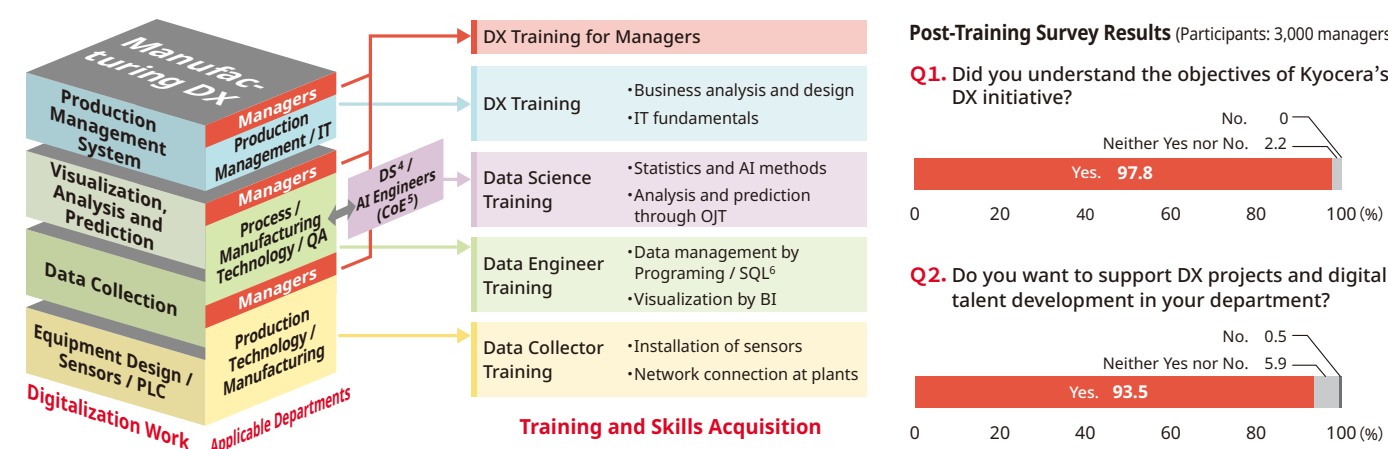 Manufac-
turing DX
Production
Management
System
Visualization,
Analysis and
Prediction
Data Collection
Equipment Design /
Sensors / PLC
Digitalization Work
Managers
Production
Management / IT
Managers
Process /
Manufacturing
Technology / QA
Managers
Production
Technology /
Manufacturing
Applicable Departments
DS4 /
AI Engineers
(CoE5)
DX Training for Managers
DX Training
・Business analysis and design
・IT fundamentals
Data Science
Training
・Statistics and AI methods
・Analysis and prediction
through OJT
Data Engineer
Training
・Data management by
Programing / SQL6
・Visualization by BI
Data Collector
Training
・Installation of sensors
・Network connection at plants
Training and Skills Acquisition
Post-Training Survey Results (Participants: 3,000 managers
Q1. Did you understand the objectives of Kyocera's
DX initiative?
No. 0
Neither Yes nor No. 2.2
Yes. 97.8
0 20 40 60 80 100 (%)
Q2. Do you want to support DX projects and digital
talent development in your department?
No. 0.5
Neither Yes nor No. 5.9
Yes. 93.5
0 20 40 60 80 100 (%)